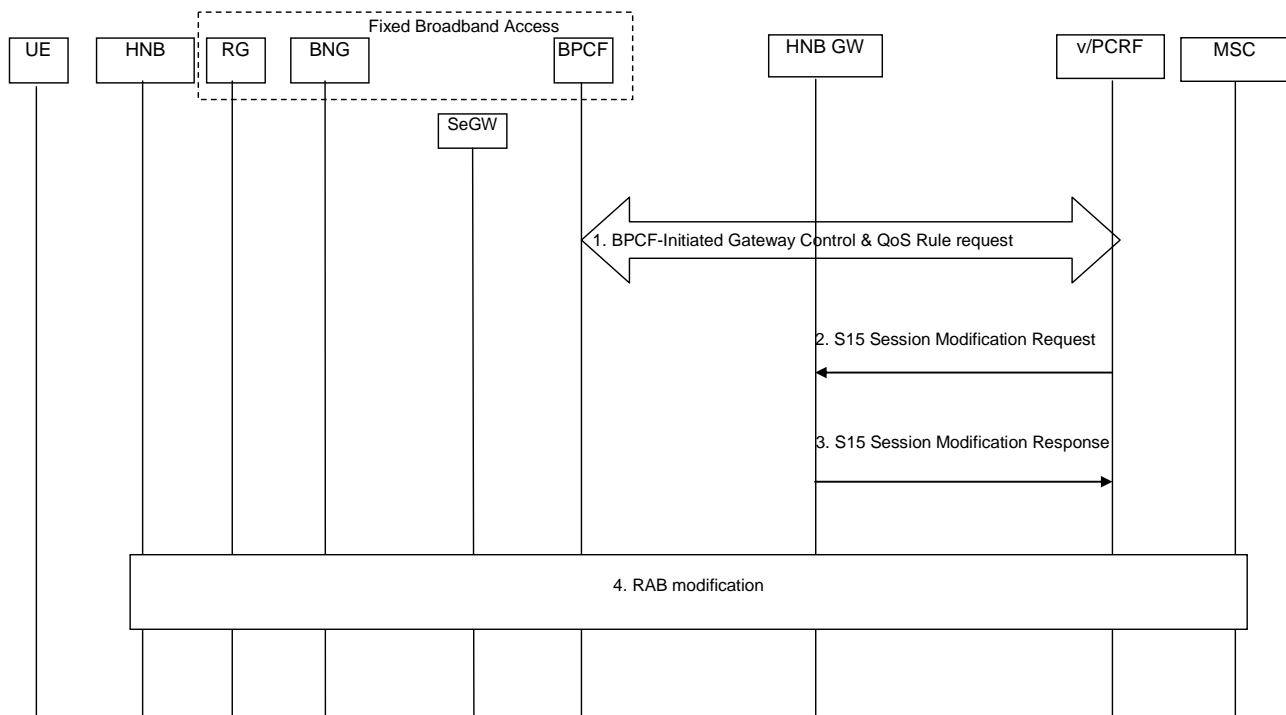 Fixed Broadband Access
UE
HNB
RG
BNG
BPCF
HNB GW
v/PCRF
MSC
SeGW
1. BPCF-Initiated Gateway Control & QoS Rule request
2. S15 Session Modification Request
3. S15 Session Modification Response
4. RAB modification